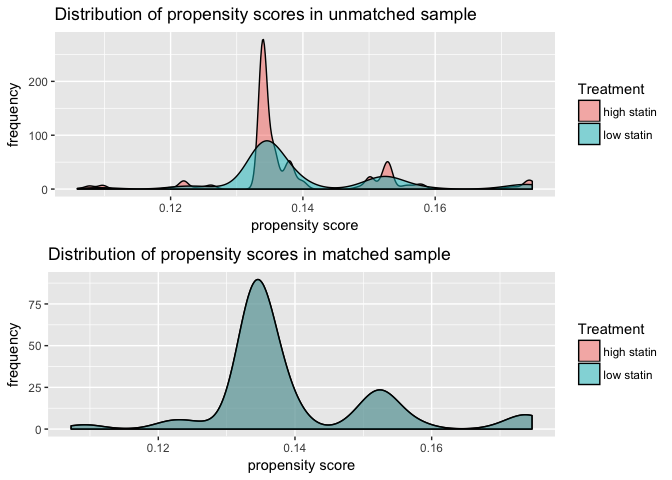 Distribution of propensity scores in unmatched sample
frequency
200
100
0
0.12 0.14 0.16
propensity score
Treatment
high statin
low statin
Distribution of propensity scores in matched sample
frequency
75
50
25
0
0.12 0.14 0.16
propensity score
Treatment
high statin
low statin